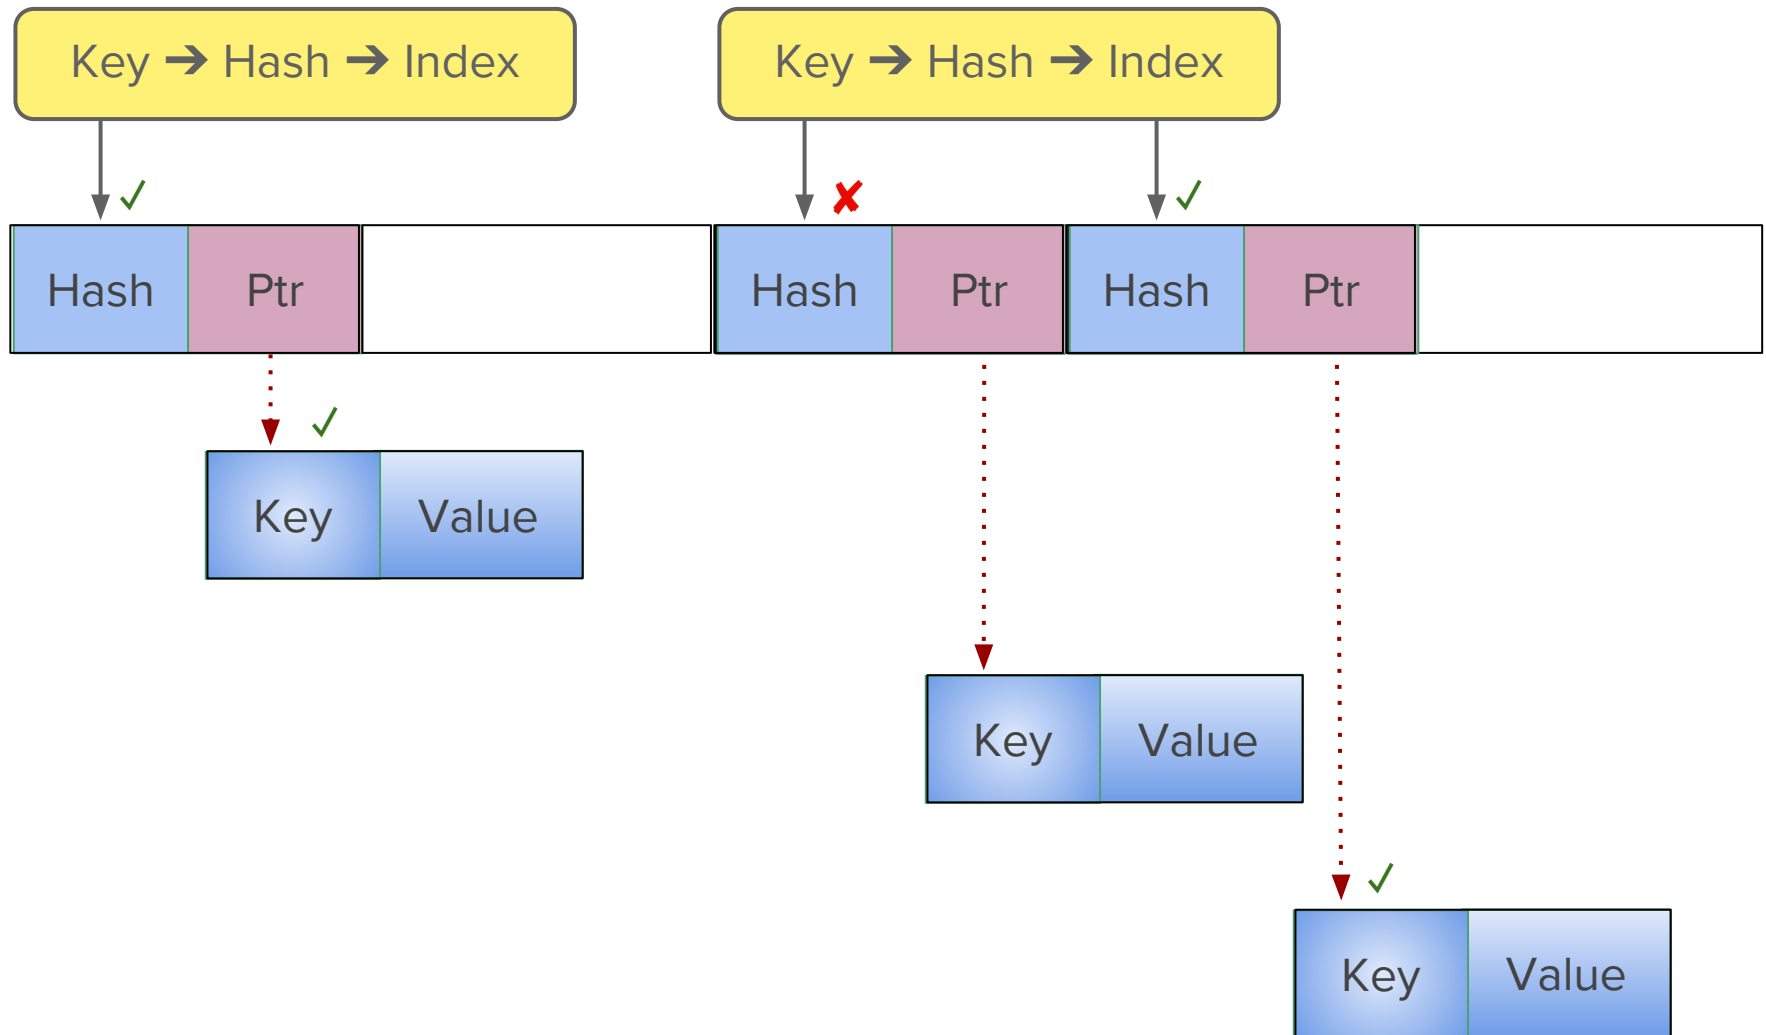 Key ➔ Hash ➔ Index
Key ➔ Hash ➔ Index
✓
✘
✓
Hash
Ptr
Hash
Ptr
Hash
Ptr
✓
Key
Value
Key
Value
✓
Key
Value